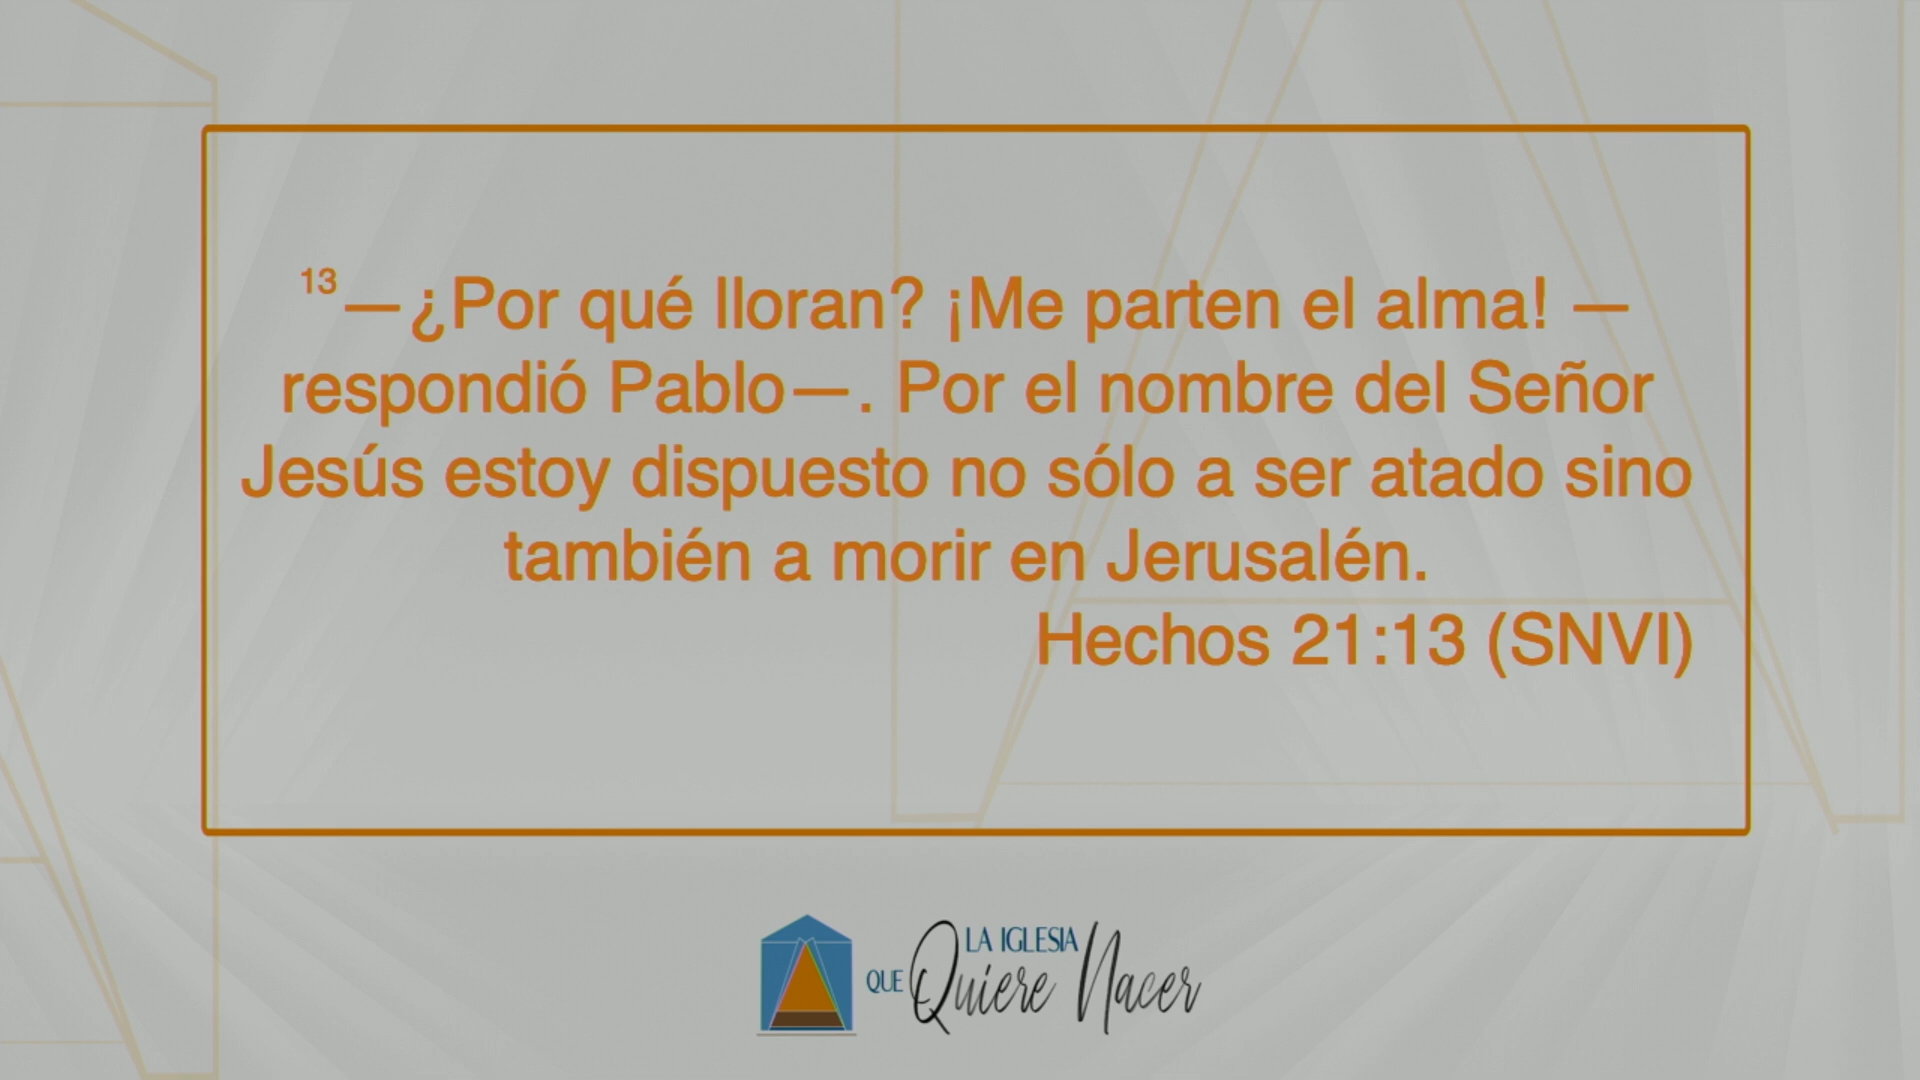 13 —¿Por qué lloran? ¡Me parten el alma! —
respondió Pablo—. Por el nombre del Señor
Jesús estoy dispuesto no sólo a ser atado sino
también a morir en Jerusalén.
Hechos 21:13 (SNVI)
LA IGLESIA
QUE Quiere Nacer